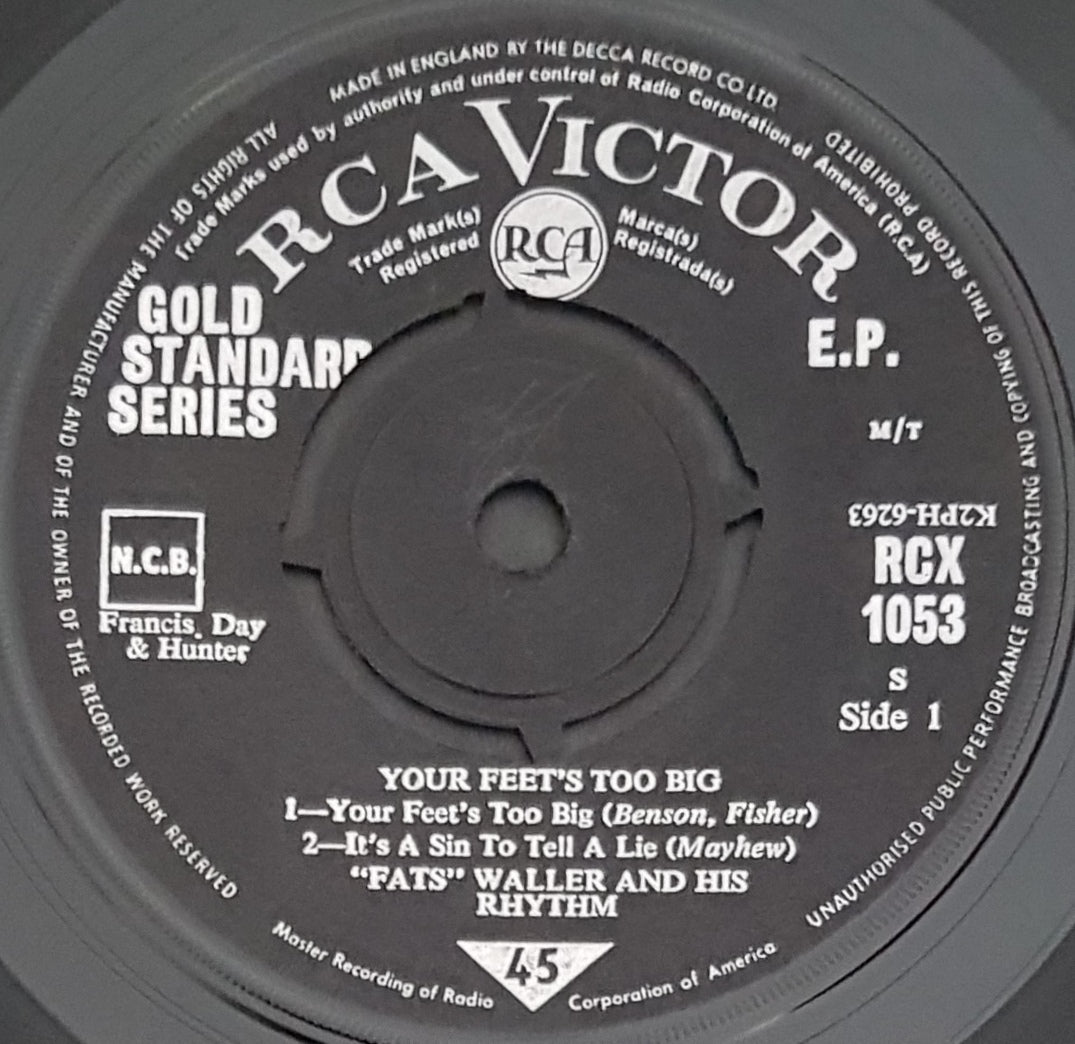 MADE IN ENGLAND BY THE DECCA RECORD CO LTD.
ALL RIGHTS OF THE MANUFACTURER AND OF THE OWNER OF THE RECORDED WORK RESERVED
UNAUTHORISED PUBLIC PERFORMANCE BROADCASTING AND COPYING OF THIS RECORD PROHIBITED
Trade Marks used by authority and under control of Radio Corporation of America (R.C.A)
RCA VICTOR
Trade Mark(s)
Registered
RCA
Marca(s)
Registrada(s)
GOLD
STANDARD
SERIES
E.P.
M/T
N.C.B.
Francis, Day
& Hunter
K2PH-6263
RCX
1053
S
Side 1
YOUR FEET'S TOO BIG
1—Your Feet's Too Big (Benson, Fisher)
2—It's A Sin To Tell A Lie (Mayhew)
“FATS” WALLER AND HIS
RHYTHM
45
Master Recording of Radio Corporation of America